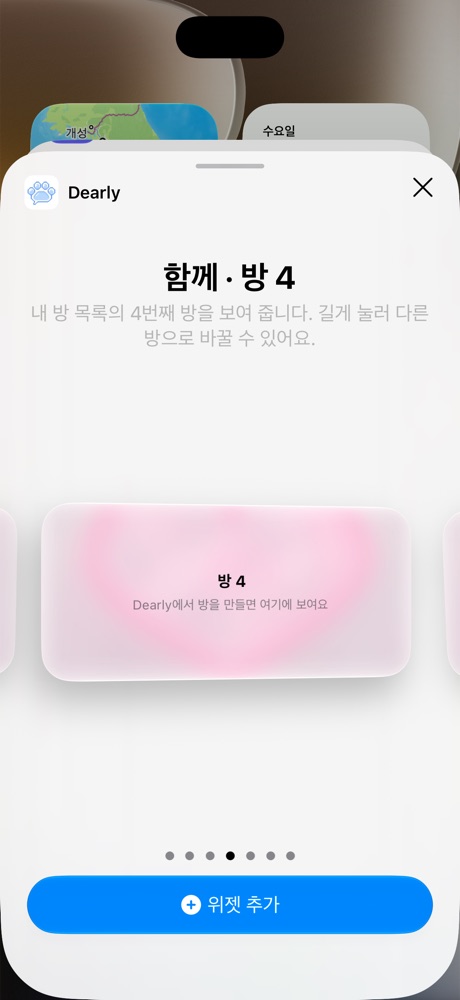 개성
수요일
Dearly
함께 · 방 4
내 방 목록의 4번째 방을 보여 줍니다. 길게 눌러 다른
방으로 바꿀 수 있어요.
방 4
Dearly에서 방을 만들면 여기에 보여요
위젯 추가